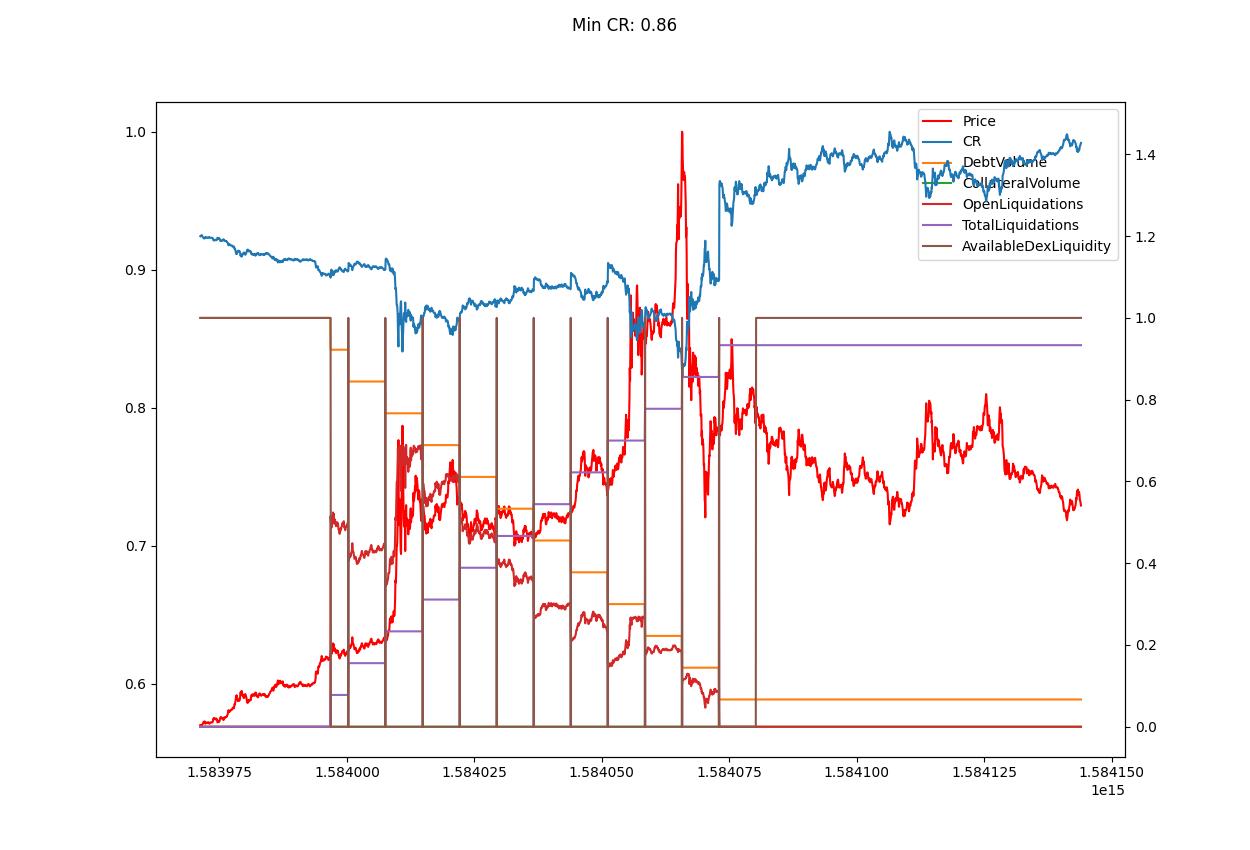 Min CR: 0.86
1.0
0.9
0.8
0.7
0.6
1.4
1.2
1.0
0.8
0.6
0.4
0.2
0.0
Price
CR
DebtVolume
CollateralVolume
OpenLiquidations
TotalLiquidations
AvailableDexLiquidity
1.583975 1.584000 1.584025 1.584050 1.584075 1.584100 1.584125 1.584150
1e15